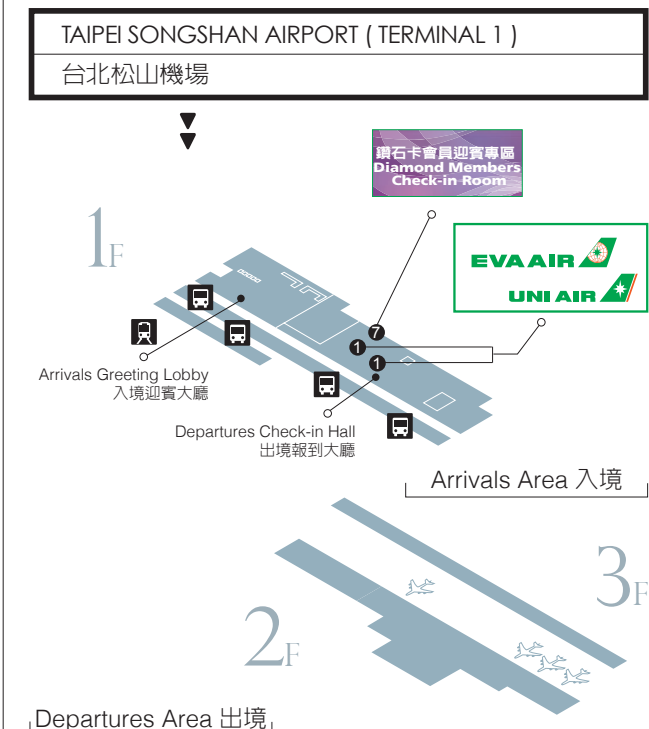 TAIPEI SONGSHAN AIRPORT ( TERMINAL 1 )
台北松山機場
鑽石卡會員迎賓專區
Diamond Members
Check-in Room
1F
EVA AIR
UNI AIR
7
1
1
Arrivals Greeting Lobby
入境迎賓大廳
Departures Check-in Hall
出境報到大廳
Arrivals Area 入境
3F
2F
Departures Area 出境